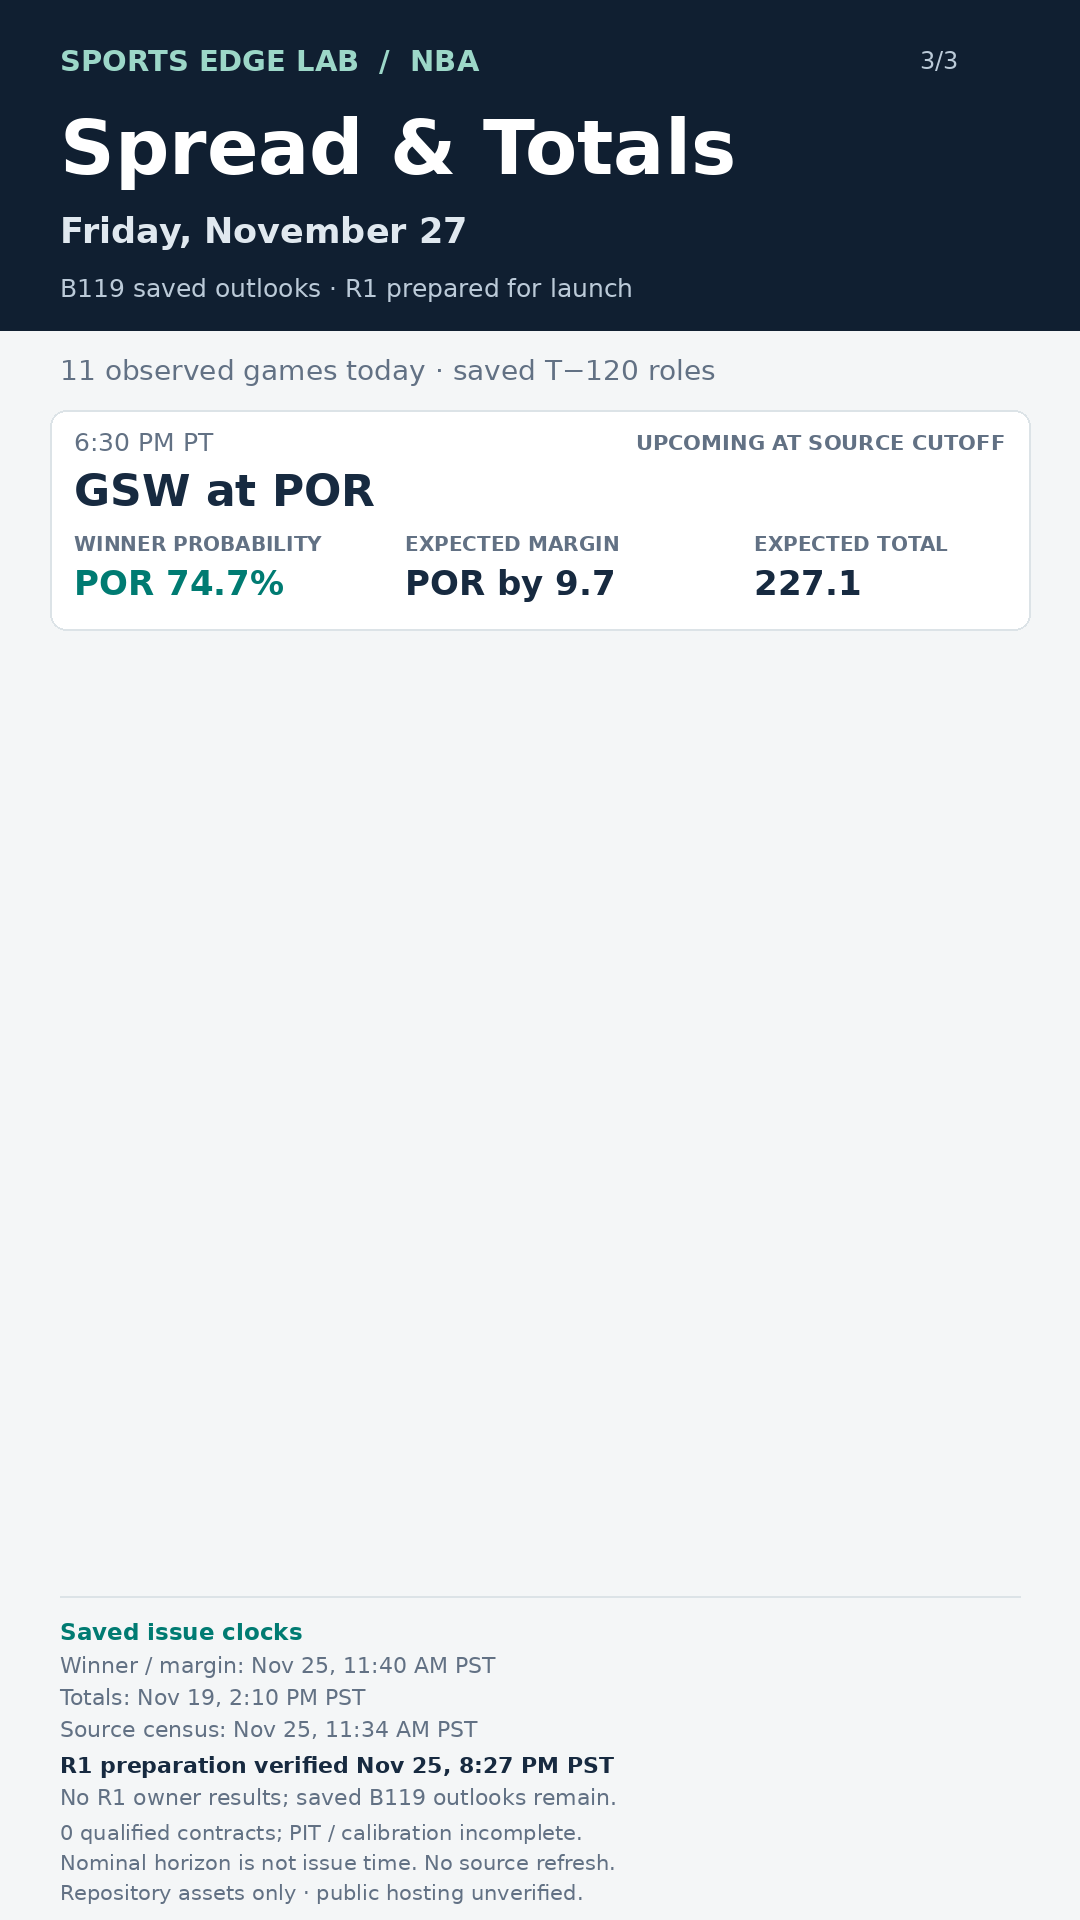 SPORTS EDGE LAB / NBA 3/3
Spread & Totals
Friday, November 27
B119 saved outlooks · R1 prepared for launch
11 observed games today · saved T−120 roles
6:30 PM PT UPCOMING AT SOURCE CUTOFF
GSW at POR
WINNER PROBABILITY EXPECTED MARGIN EXPECTED TOTAL
POR 74.7% POR by 9.7 227.1
Saved issue clocks
Winner / margin: Nov 25, 11:40 AM PST
Totals: Nov 19, 2:10 PM PST
Source census: Nov 25, 11:34 AM PST
R1 preparation verified Nov 25, 8:27 PM PST
No R1 owner results; saved B119 outlooks remain.
0 qualified contracts; PIT / calibration incomplete.
Nominal horizon is not issue time. No source refresh.
Repository assets only · public hosting unverified.